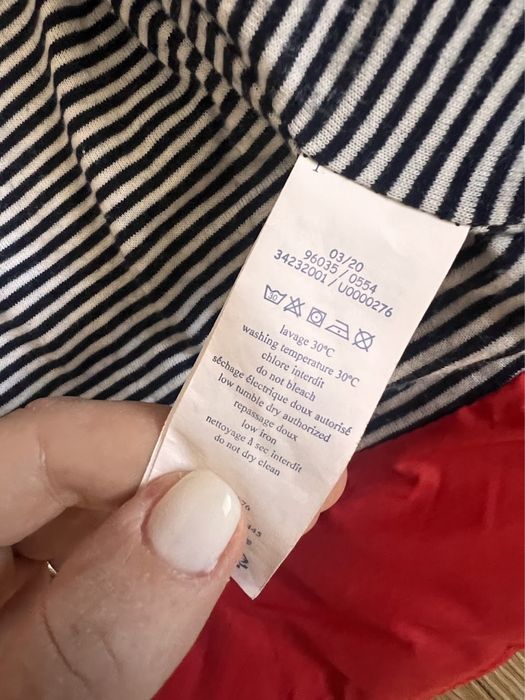 03/20
96035 / 0554
34232001 / U0000276
30
lavage 30°C
washing temperature 30°C
chlore interdit
do not bleach
séchage électrique doux autorisé
low tumble dry authorized
repassage doux
low iron
nettoyage à sec interdit
do not dry clean